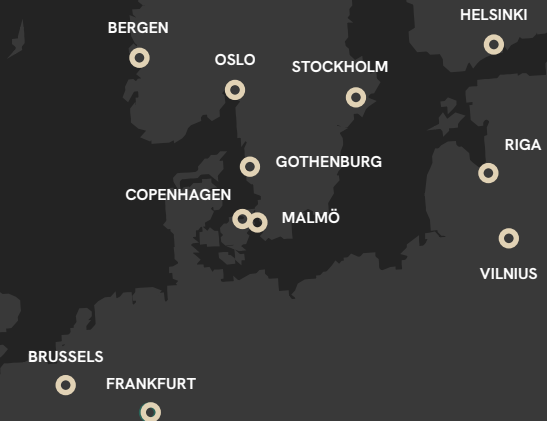 HELSINKI
BERGEN
OSLO
STOCKHOLM
RIGA
GOTHENBURG
COPENHAGEN
MALMÖ
VILNIUS
BRUSSELS
FRANKFURT